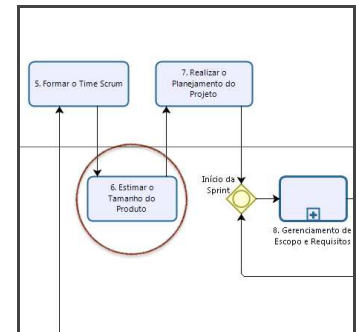 5. Formar o Time Scrum
7. Realizar o
Planejamento do
Projeto
6. Estimar o
Tamanho do
Produto
Início da
Sprint
8. Gerenciamento de
Escopo e Requisitos